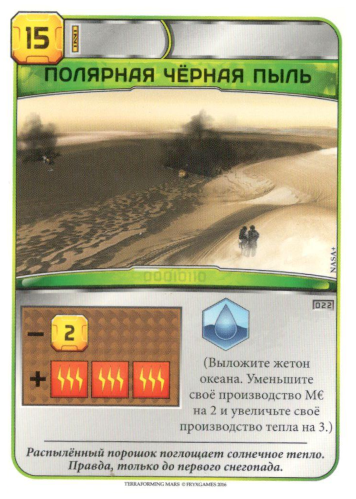 15
ПОЛЯРНАЯ ЧЁРНАЯ ПЫЛЬ
NASA+
022
- 2
+
(Выложите жетон
океана. Уменьшите
своё производство М€
на 2 и увеличьте своё
производство тепла на 3.)
Распылённый порошок поглощает солнечное тепло.
Правда, только до первого снегопада.
TERRAFORMING MARS © FRYXGAMES 2016